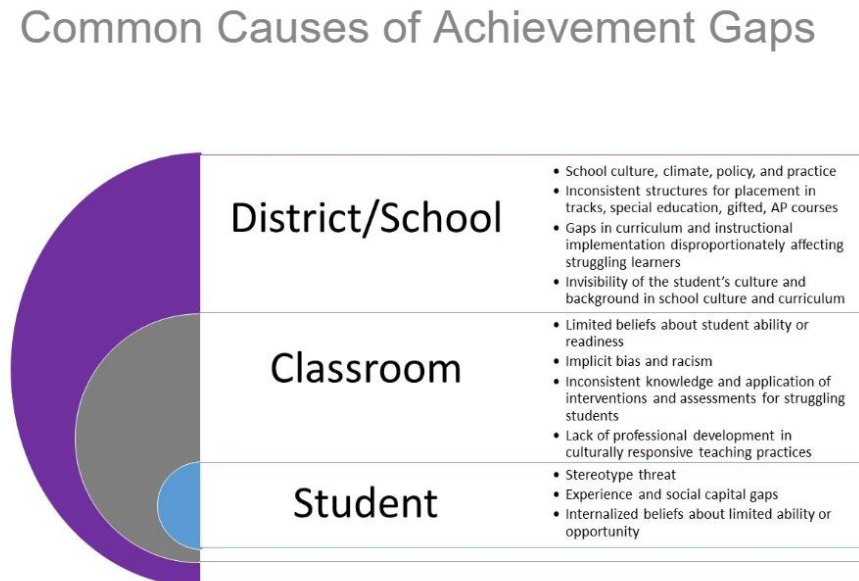 Common Causes of Achievement Gaps
District/School
• School culture, climate, policy, and practice
• Inconsistent structures for placement in
tracks, special education, gifted, AP courses
• Gaps in curriculum and instructional
implementation disproportionately affecting
struggling learners
• Invisibility of the student's culture and
background in school culture and curriculum
Classroom
• Limited beliefs about student ability or
readiness
• Implicit bias and racism
• Inconsistent knowledge and application of
interventions and assessments for struggling
students
• Lack of professional development in
culturally responsive teaching practices
Student
• Stereotype threat
• Experience and social capital gaps
• Internalized beliefs about limited ability or
opportunity